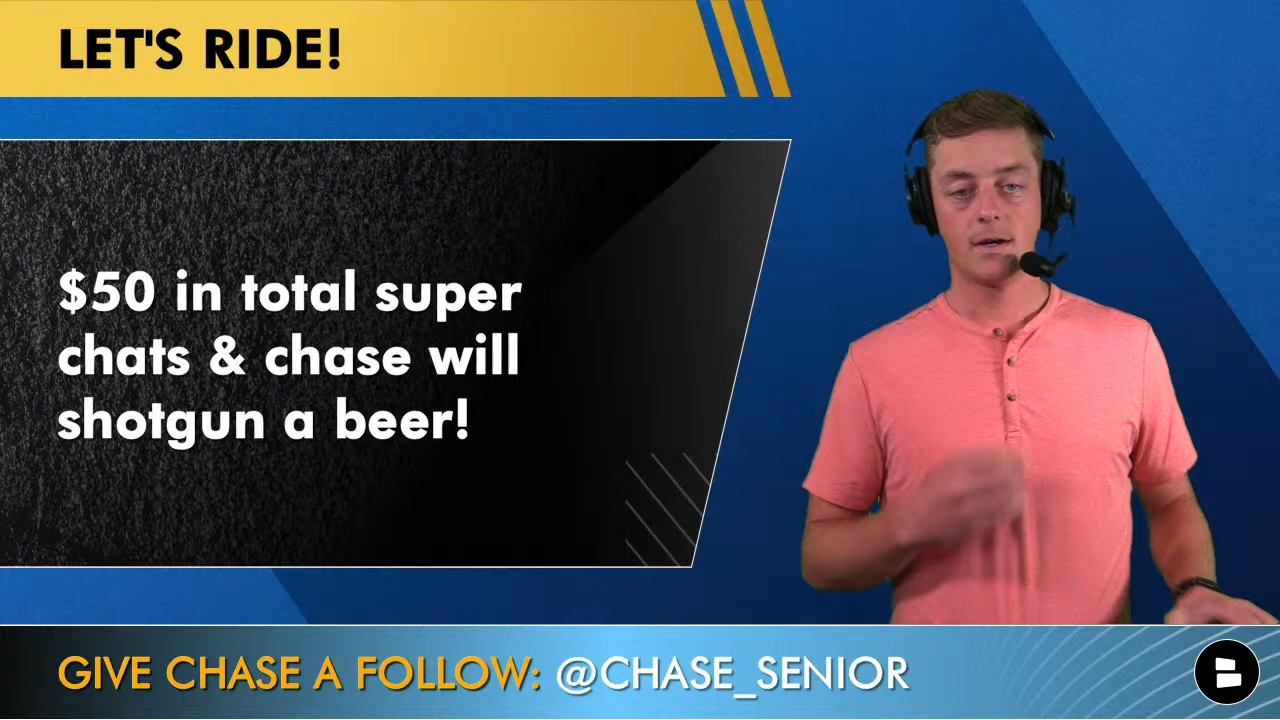 LET'S RIDE!
$50 in total super
chats & chase will
shotgun a beer!
GIVE CHASE A FOLLOW: @CHASE_SENIOR